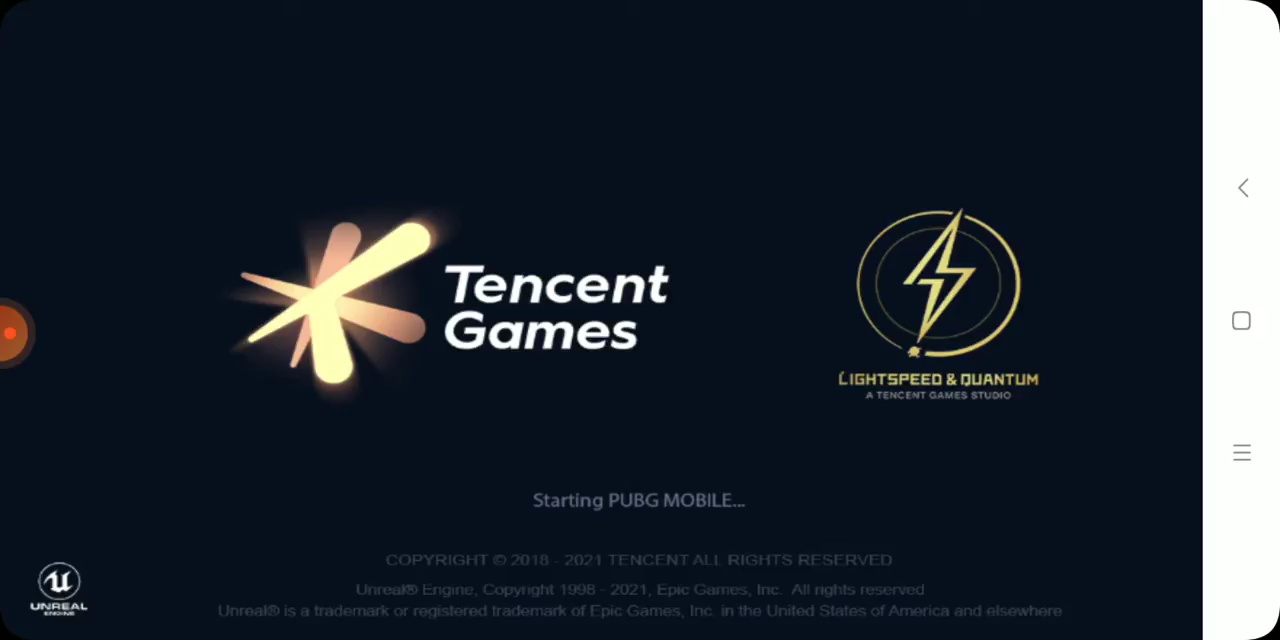 Tencent
Games
LIGHTSPEED & QUANTUM
A TENCENT GAMES STUDIO
Starting PUBG MOBILE...
COPYRIGHT © 2018 - 2021 TENCENT ALL RIGHTS RESERVED
Unreal® Engine, Copyright 1998 - 2021, Epic Games, Inc. All rights reserved
Unreal® is a trademark or registered trademark of Epic Games, Inc. in the United States of America and elsewhere
UNREAL
ENGINE